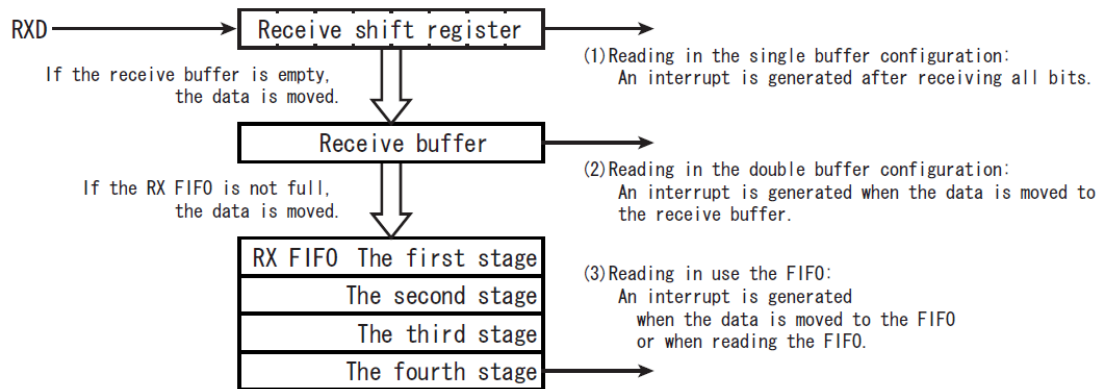 RXD
Receive shift register
If the receive buffer is empty,
the data is moved.
(1)Reading in the single buffer configuration:
An interrupt is generated after receiving all bits.
Receive buffer
If the RX FIFO is not full,
the data is moved.
(2)Reading in the double buffer configuration:
An interrupt is generated when the data is moved to
the receive buffer.
RX FIFO The first stage
The second stage
The third stage
The fourth stage
(3)Reading in use the FIFO:
An interrupt is generated
when the data is moved to the FIFO
or when reading the FIFO.